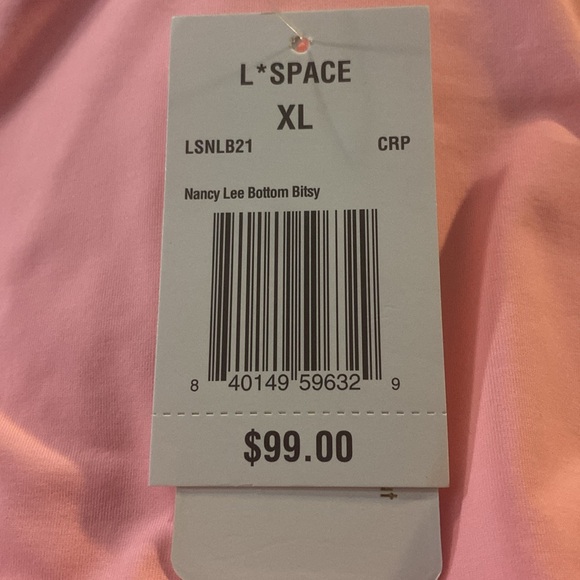 L*SPACE
XL
LSNLB21 CRP
Nancy Lee Bottom Bitsy
8 40149 59632 9
$99.00